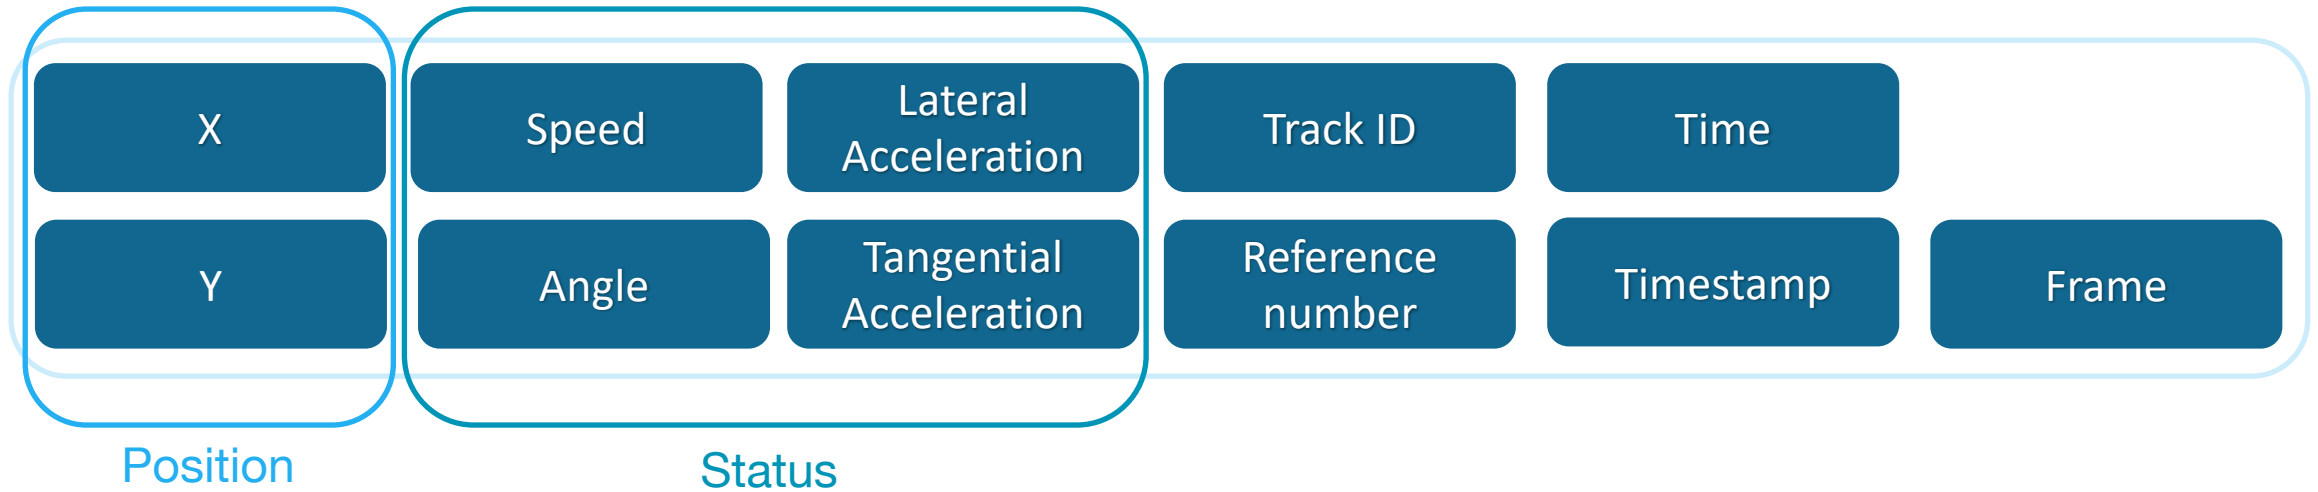 X
Speed
Lateral
Acceleration
Track ID
Time
Y
Angle
Tangential
Acceleration
Reference
number
Timestamp
Frame
Position
Status